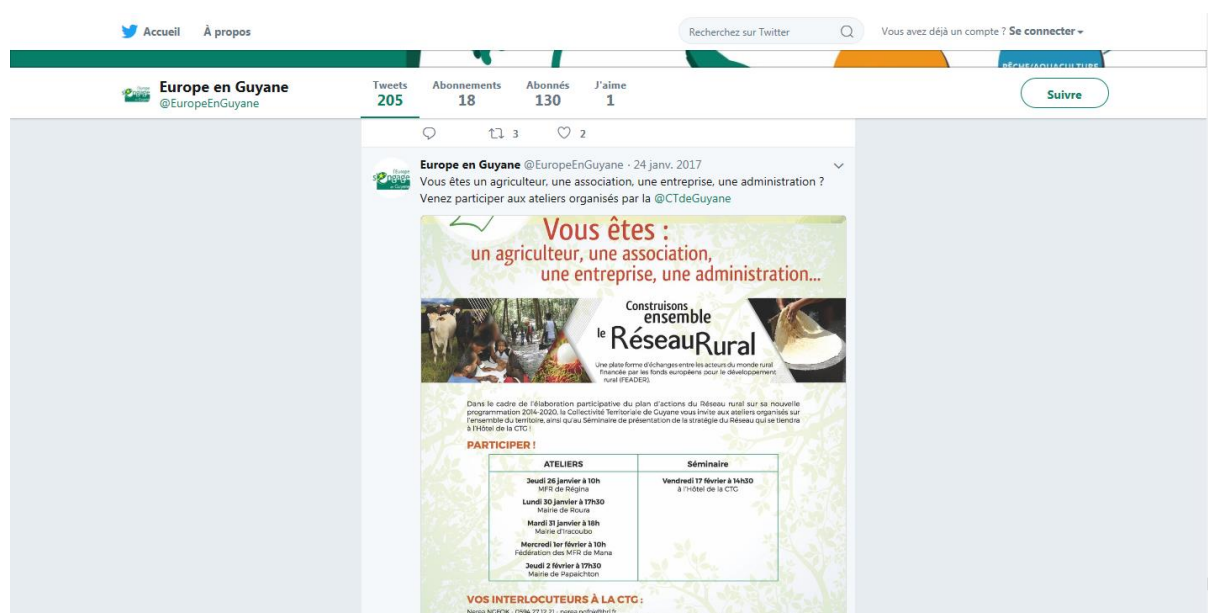 Accueil À propos Recherchez sur Twitter Vous avez déjà un compte ? Se connecter
PÊCHE/AQUACULTURE
Europe en Guyane
@EuropeEnGuyane
Tweets Abonnements Abonnés J'aime
205 18 130 1
Suivre
3 2
Europe en Guyane @EuropeEnGuyane · 24 janv. 2017
Vous êtes un agriculteur, une association, une entreprise, une administration ?
Venez participer aux ateliers organisés par la @CTdeGuyane
Vous êtes :
un agriculteur, une association,
une entreprise, une administration...
Construisons
ensemble
le RéseauRural
Une plateforme d'échanges entre les acteurs du monde rural
financée par les fonds européens pour le développement
rural (FEADER).
Dans le cadre de l'élaboration participative du plan d'actions du Réseau rural sur sa nouvelle
programmation 2014-2020, la Collectivité Territoriale de Guyane vous invite aux ateliers organisés sur
l'ensemble du territoire, ainsi qu'au Séminaire de présentation de la stratégie du Réseau qui se tiendra
à l'Hôtel de la CTG !
PARTICIPER !
ATELIERS Séminaire
Jeudi 26 janvier à 10h
MFR de Régina
Lundi 30 janvier à 17h30
Mairie de Roura
Mardi 31 janvier à 18h
Mairie d'Iracoubo
Mercredi 1er février à 10h
Fédération des MFR de Mana
Jeudi 2 février à 17h30
Mairie de Papaichton
Vendredi 17 février à 14h30
à l'Hôtel de la CTG
VOS INTERLOCUTEURS À LA CTG :